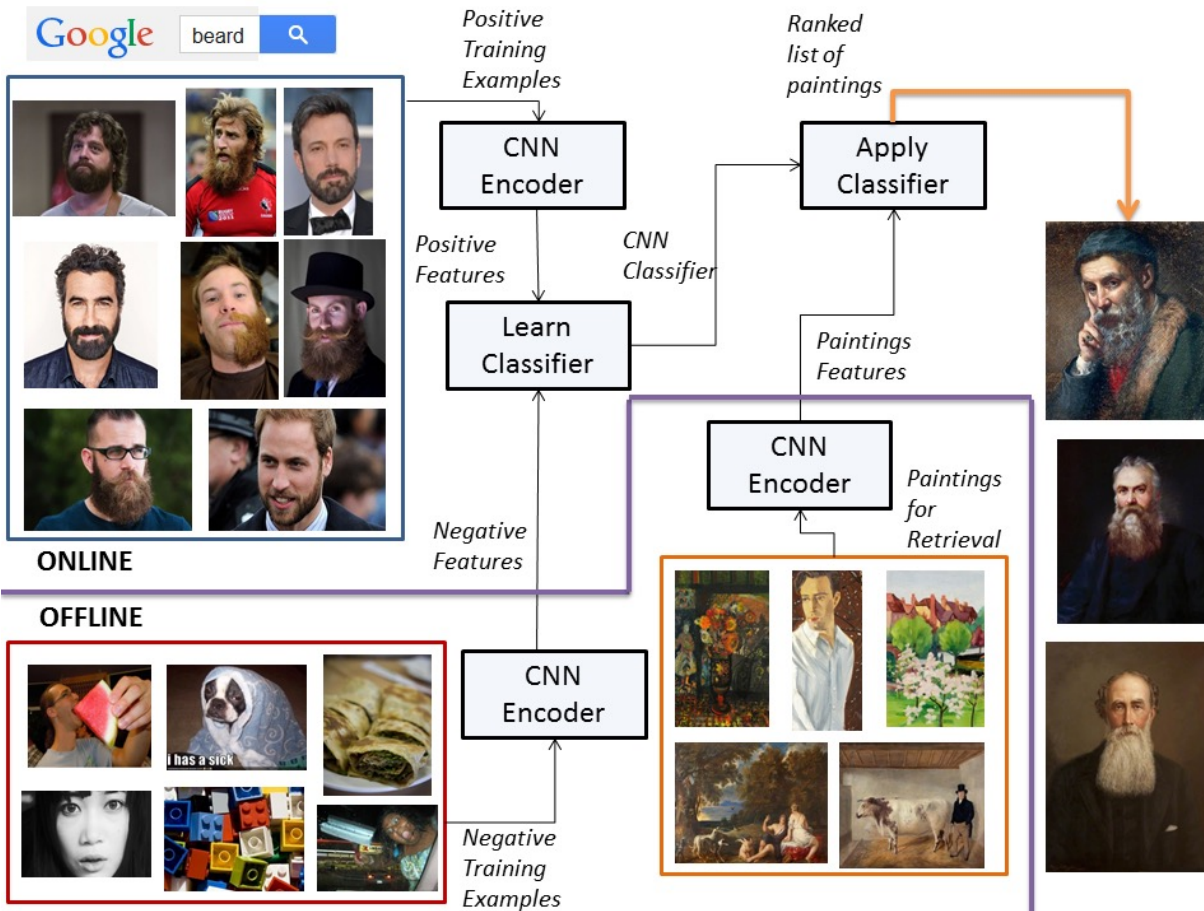 Google
beard
Positive
Training
Examples
Ranked
list of
paintings
CNN
Encoder
Apply
Classifier
Positive
Features
CNN
Classifier
Learn
Classifier
Paintings
Features
CNN
Encoder
Paintings
for
Retrieval
Negative
Features
ONLINE
OFFLINE
CNN
Encoder
i has a sick
Negative
Training
Examples